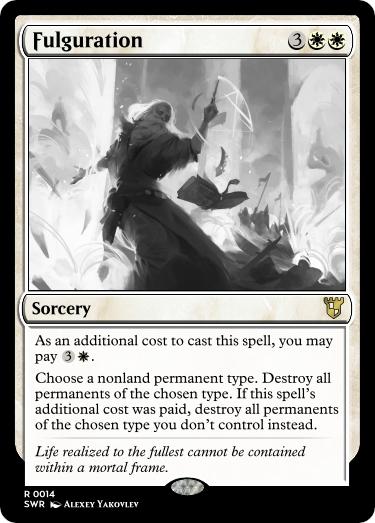 Fulguration 3
Sorcery
As an additional cost to cast this spell, you may
pay 3.
Choose a nonland permanent type. Destroy all
permanents of the chosen type. If this spell's
additional cost was paid, destroy all permanents
of the chosen type you don't control instead.
Life realized to the fullest cannot be contained
within a mortal frame.
R 0014
SWR Alexey Yakovlev